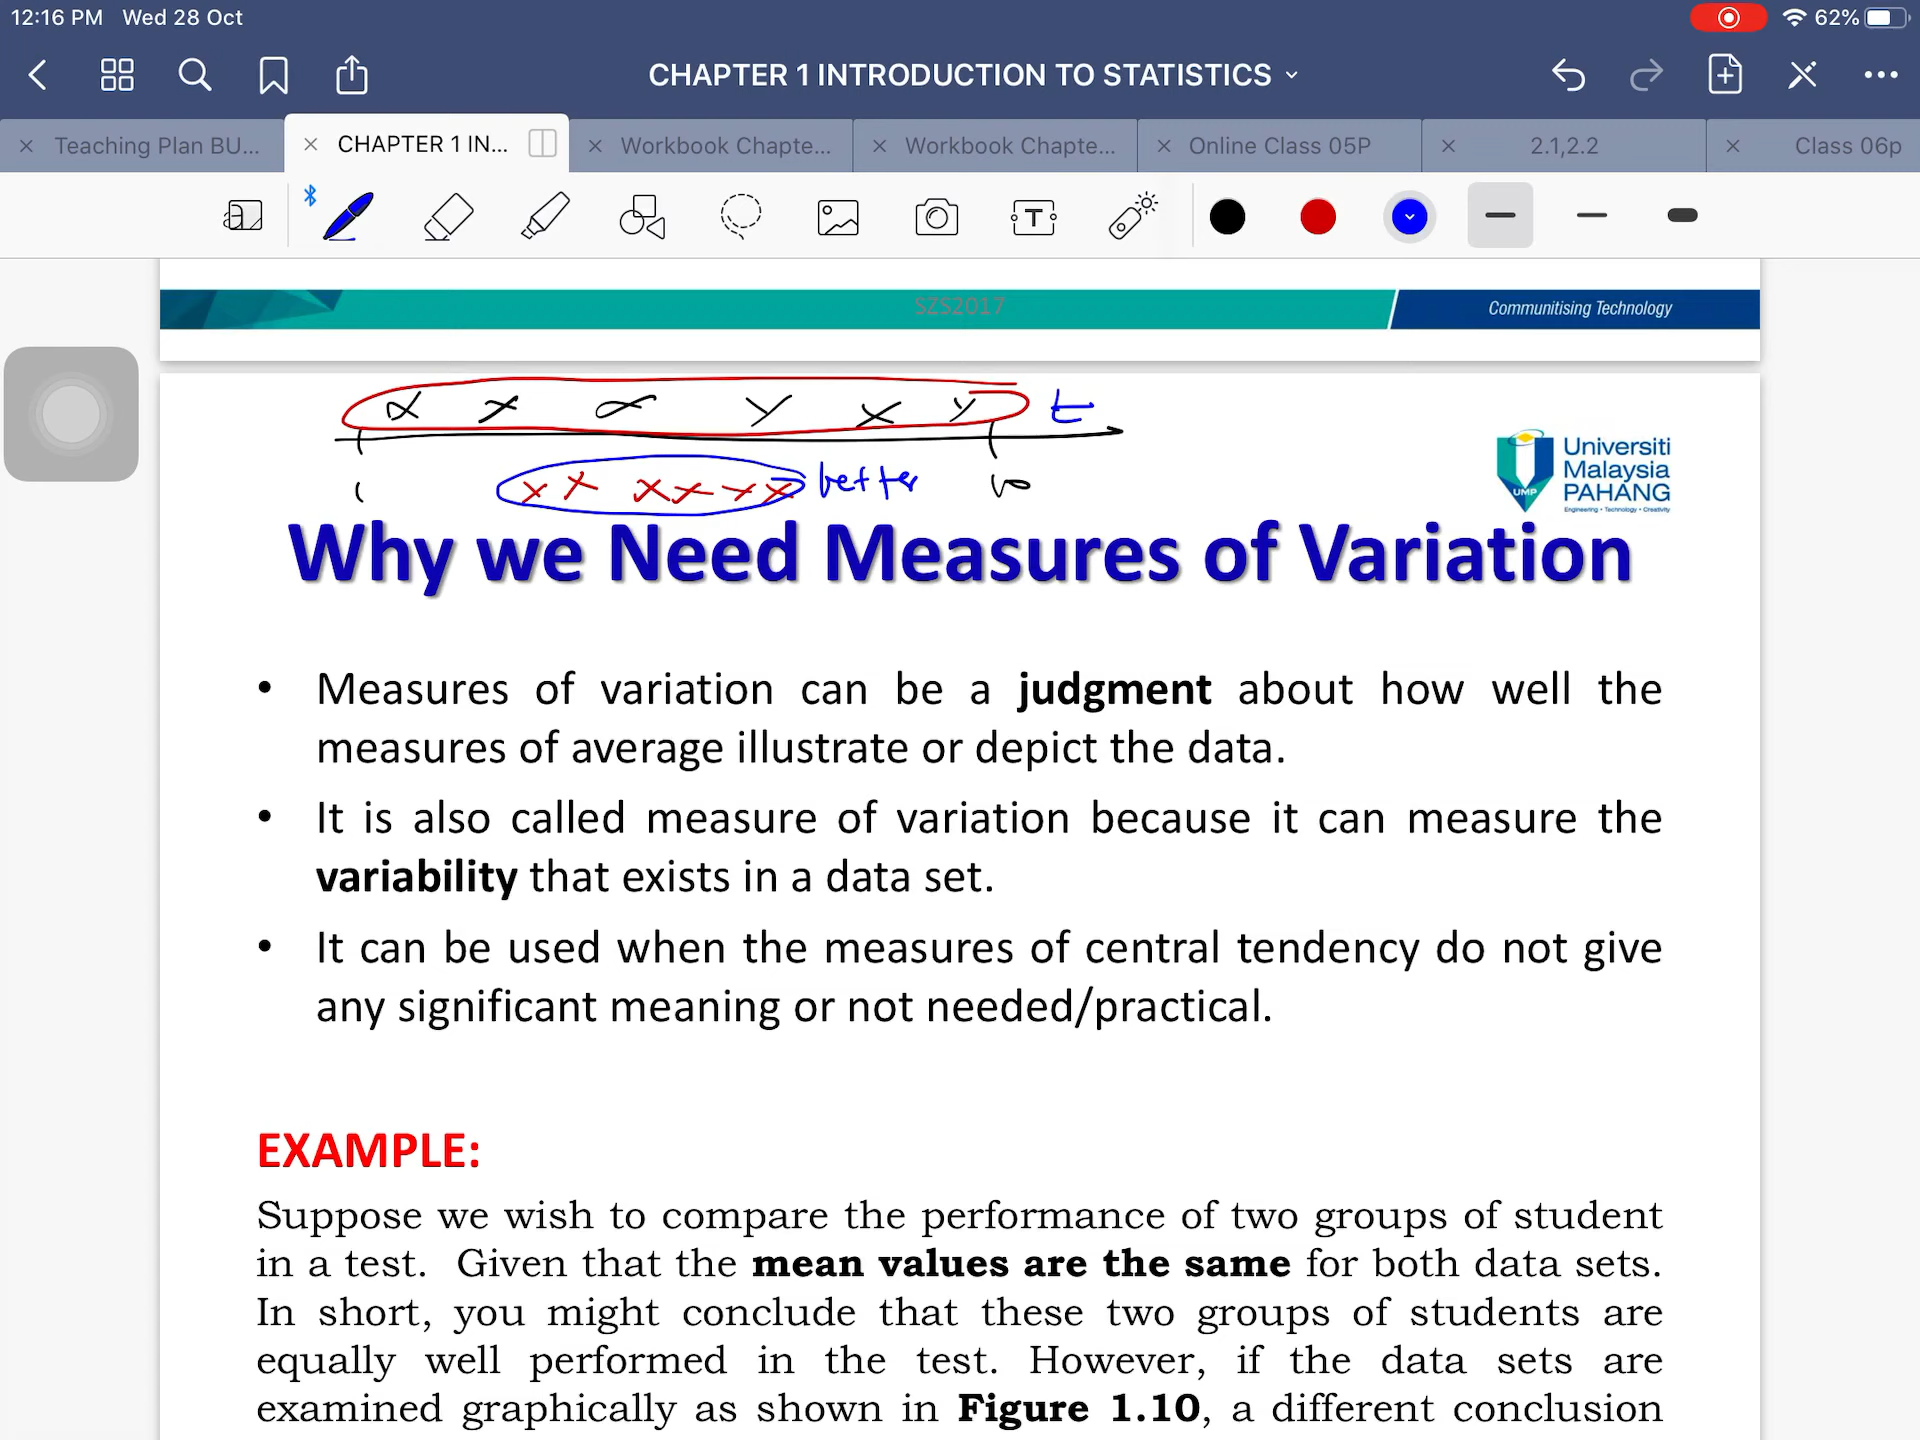 12:16 PM Wed 28 Oct 62%
CHAPTER 1 INTRODUCTION TO STATISTICS
Teaching Plan BU... CHAPTER 1 IN... Workbook Chapte... Workbook Chapte... Online Class 05P 2.1,2.2 Class 06p
SZS2017 Communitising Technology
x x x x x x t
1 x x x x x x better 10
Universiti
Malaysia
PAHANG
UMP
Engineering • Technology • Creativity
Why we Need Measures of Variation
• Measures of variation can be a judgment about how well the
measures of average illustrate or depict the data.
• It is also called measure of variation because it can measure the
variability that exists in a data set.
• It can be used when the measures of central tendency do not give
any significant meaning or not needed/practical.
EXAMPLE:
Suppose we wish to compare the performance of two groups of student
in a test. Given that the mean values are the same for both data sets.
In short, you might conclude that these two groups of students are
equally well performed in the test. However, if the data sets are
examined graphically as shown in Figure 1.10, a different conclusion